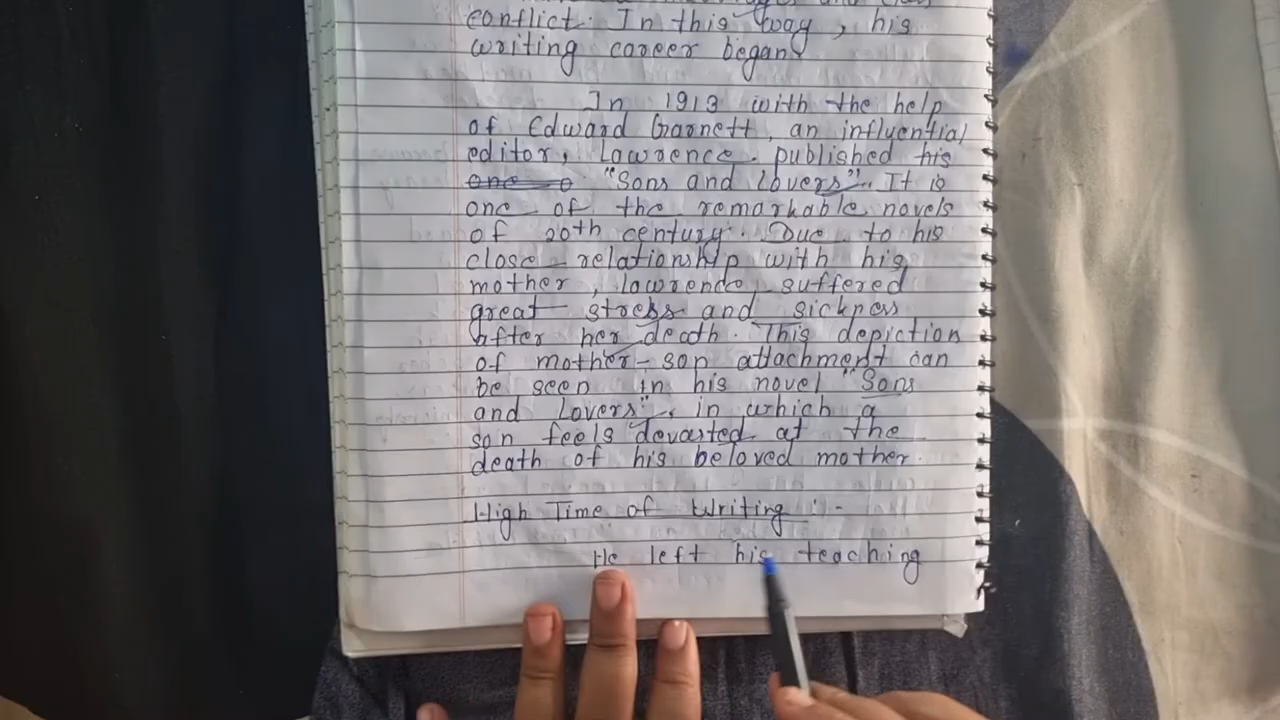 conflict. In this way, his
writing career began.
In 1913 with the help
of Edward Garnett, an influential
editor, Lawrence published his
"Sons and Lovers". It is
one of the remarkable novels
of 20th century. Due to his
close relationship with his
mother, lawrence suffered
great stress and sickness
after her death. This depiction
of mother-son attachment can
be seen in his novel "Sons
and Lovers", in which a
son feels devasted at the
death of his beloved mother.
High Time of Writing :-
He left his teaching